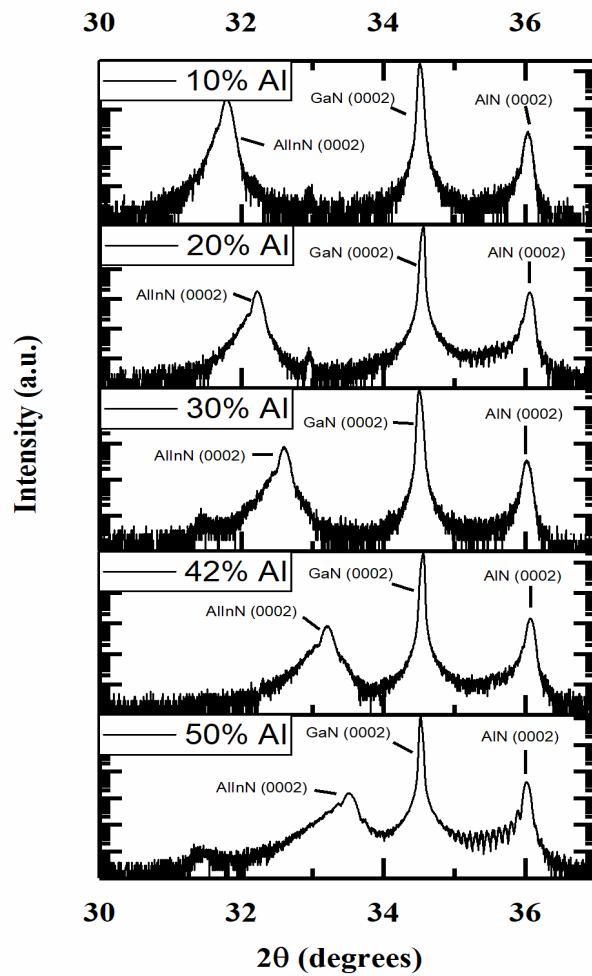 30 32 34 36
10% Al
GaN (0002)
AlN (0002)
AlInN (0002)
20% Al
GaN (0002)
AlN (0002)
AlInN (0002)
30% Al
GaN (0002)
AlN (0002)
AlInN (0002)
42% Al
GaN (0002)
AlN (0002)
AlInN (0002)
50% Al
GaN (0002)
AlN (0002)
AlInN (0002)
Intensity (a.u.)
30 32 34 36
2θ (degrees)